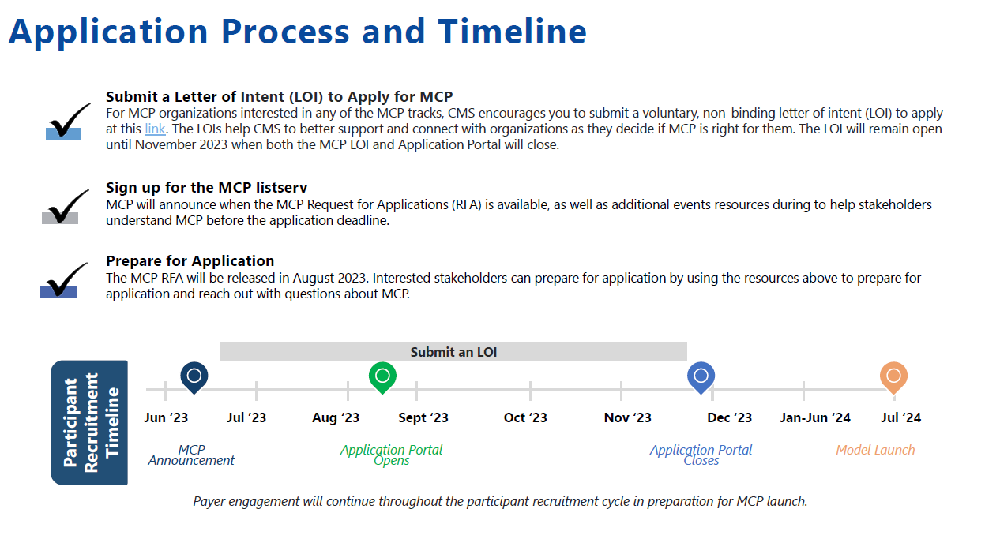 Application Process and Timeline
Submit a Letter of Intent (LOI) to Apply for MCP
For MCP organizations interested in any of the MCP tracks, CMS encourages you to submit a voluntary, non-binding letter of intent (LOI) to apply
at this link. The LOIs help CMS to better support and connect with organizations as they decide if MCP is right for them. The LOI will remain open
until November 2023 when both the MCP LOI and Application Portal will close.
Sign up for the MCP listserv
MCP will announce when the MCP Request for Applications (RFA) is available, as well as additional events resources during to help stakeholders
understand MCP before the application deadline.
Prepare for Application
The MCP RFA will be released in August 2023. Interested stakeholders can prepare for application by using the resources above to prepare for
application and reach out with questions about MCP.
Submit an LOI
Participant
Recruitment
Timeline
Jun ‘23
Jul ‘23
Aug ‘23
Sept ‘23
Oct ‘23
Nov ‘23
Dec ‘23
Jan-Jun ‘24
Jul ‘24
MCP
Announcement
Application Portal
Opens
Application Portal
Closes
Model Launch
Payer engagement will continue throughout the participant recruitment cycle in preparation for MCP launch.